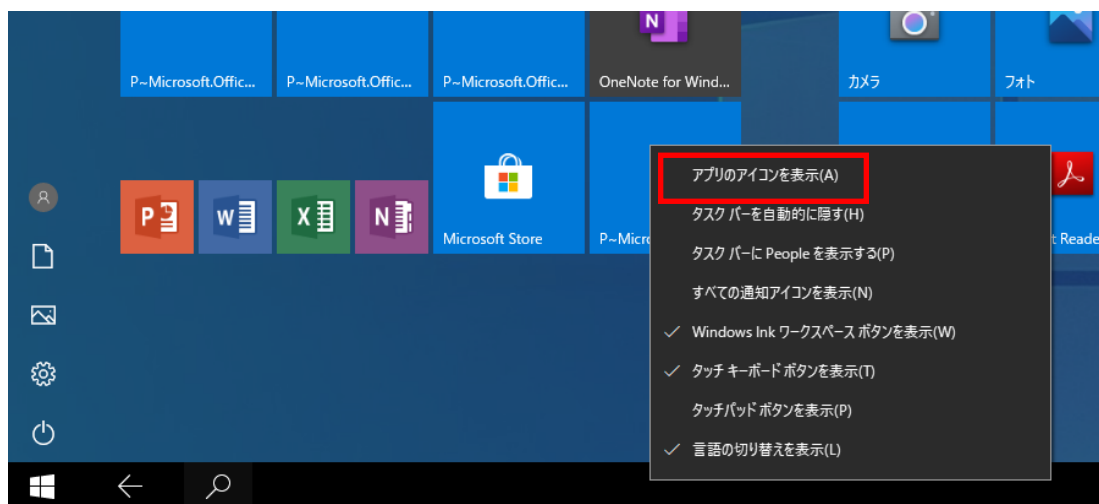 P~Microsoft.Offic...
P~Microsoft.Offic...
P~Microsoft.Offic...
OneNote for Wind...
カメラ
フォト
Microsoft Store
P~Micr
t Reade
アプリのアイコンを表示(A)
タスク バーを自動的に隠す(H)
タスク バーに People を表示する(P)
すべての通知アイコンを表示(N)
Windows Ink ワークスペース ボタンを表示(W)
タッチ キーボード ボタンを表示(T)
タッチパッド ボタンを表示(P)
言語の切り替えを表示(L)